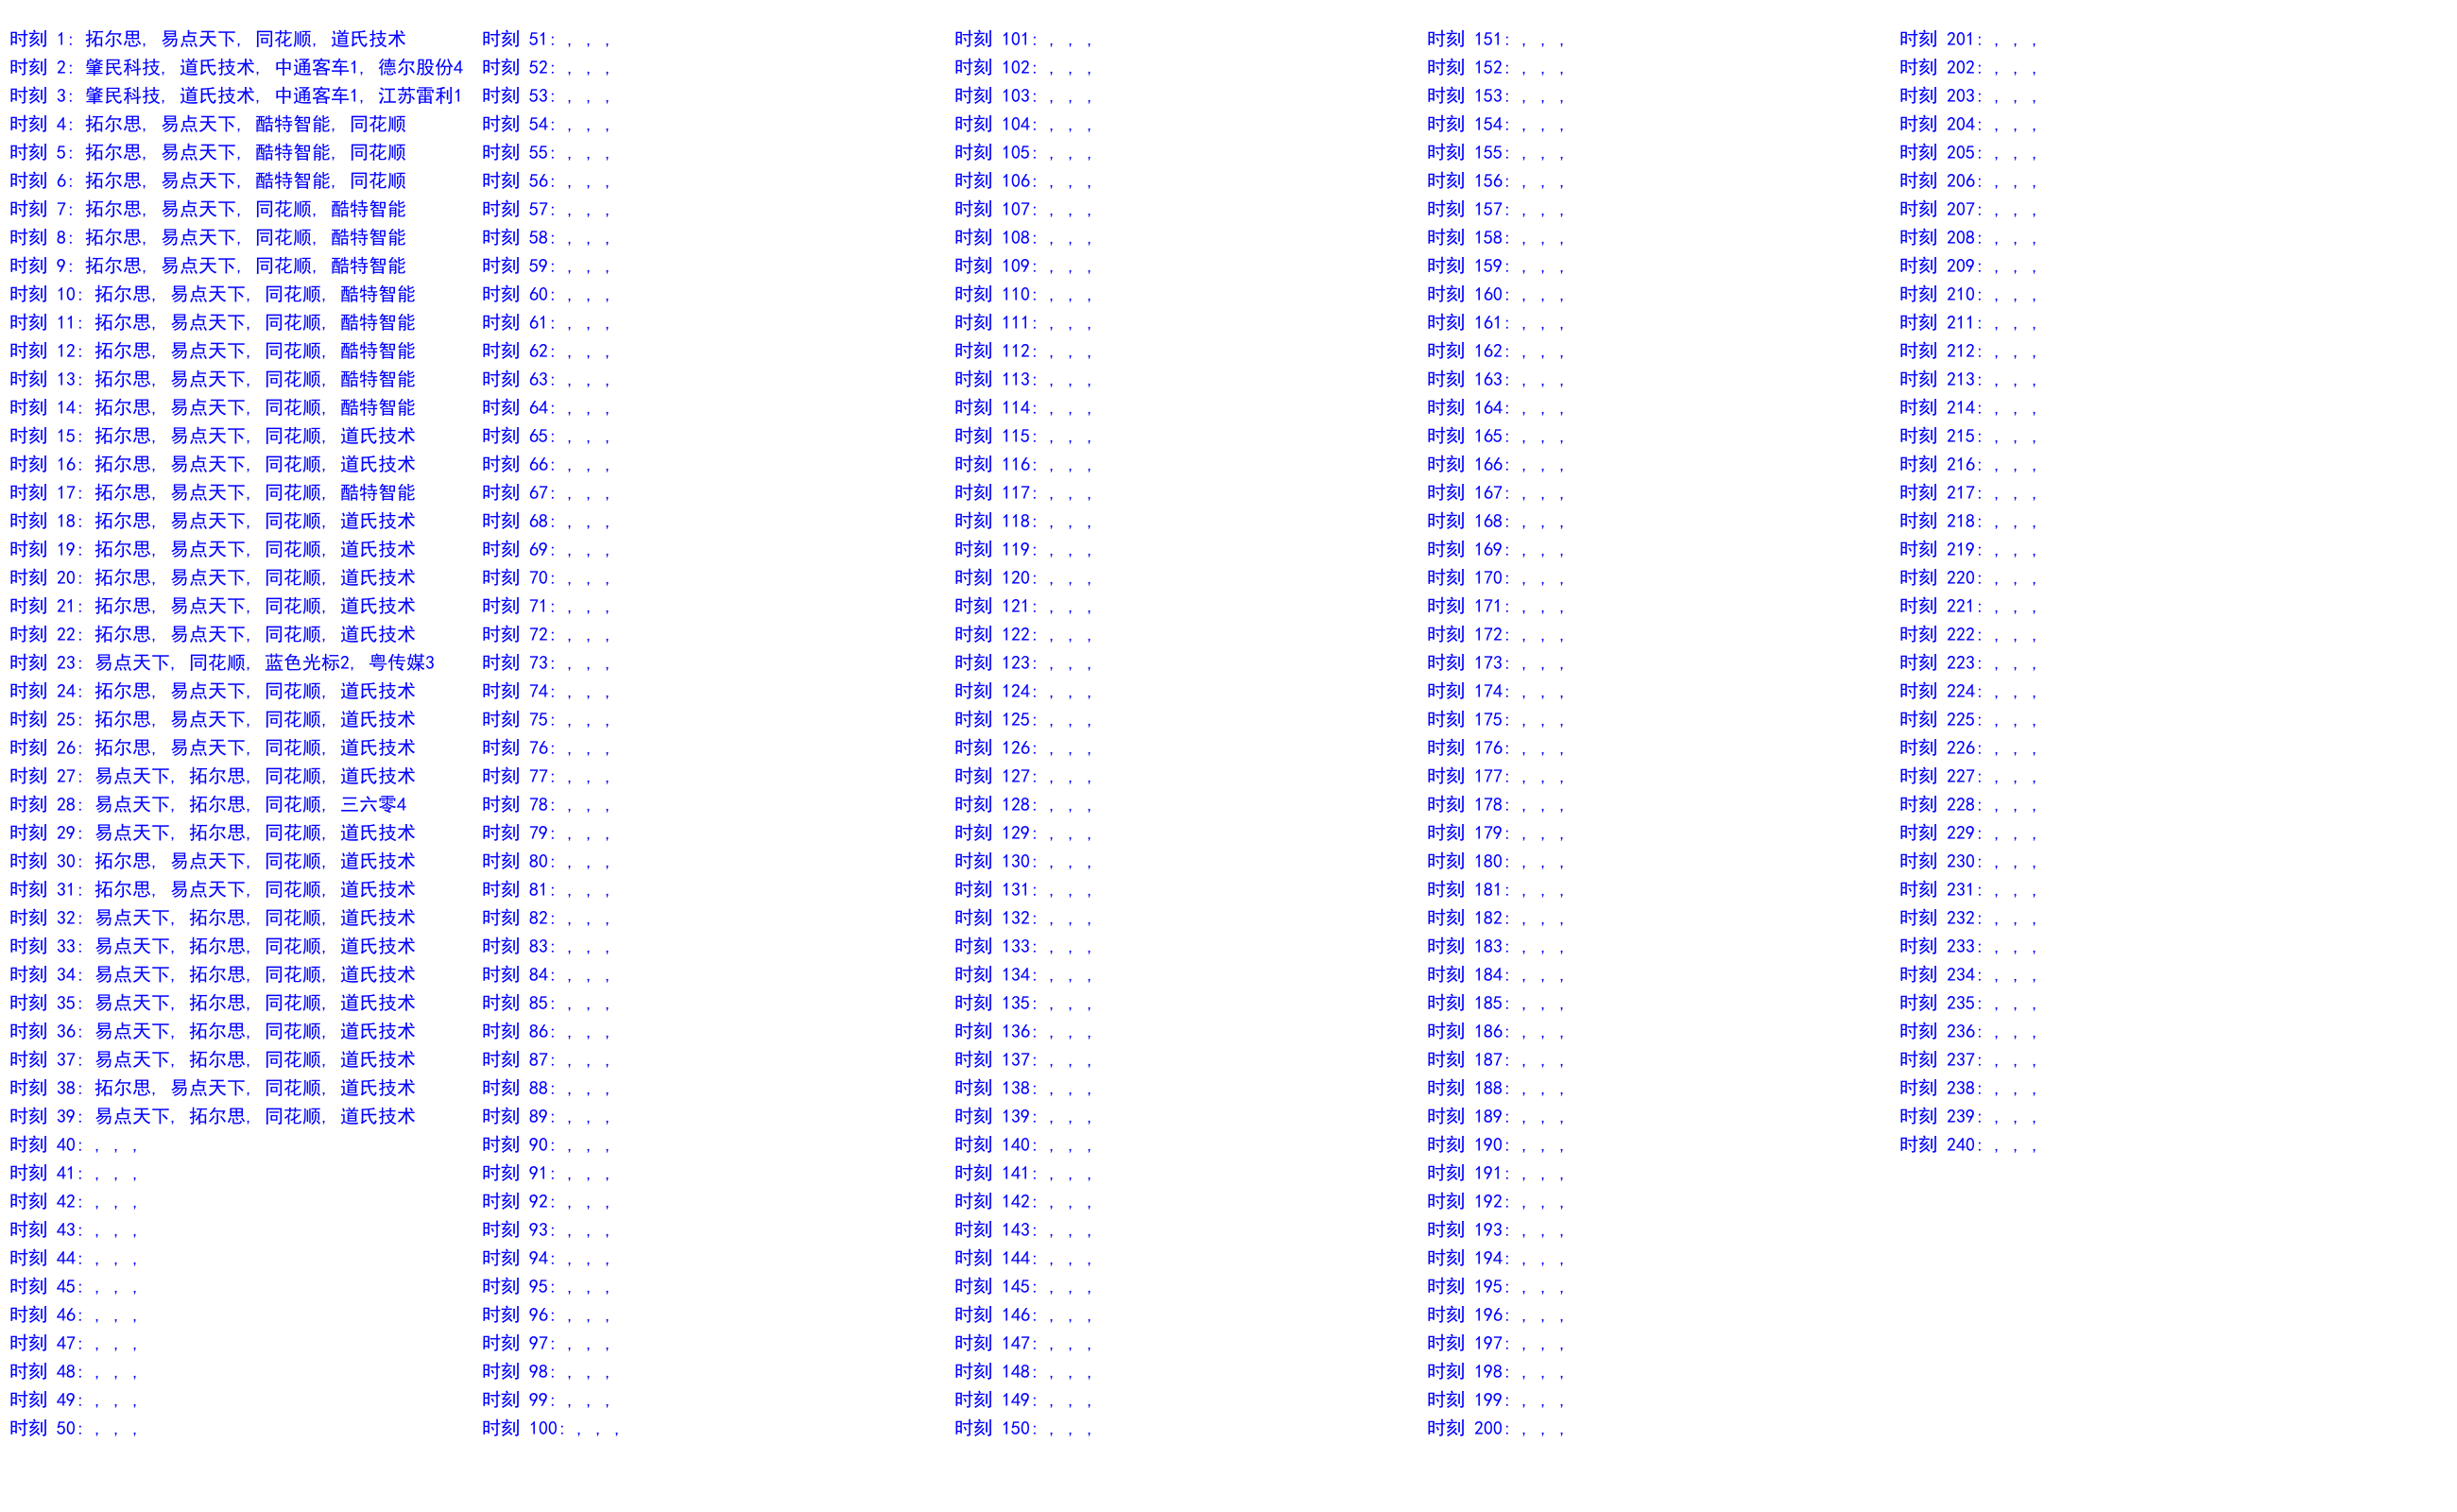 时刻 1: 拓尔思, 易点天下, 同花顺, 道氏技术
时刻 2: 肇民科技, 道氏技术, 中通客车1, 德尔股份4
时刻 3: 肇民科技, 道氏技术, 中通客车1, 江苏雷利1
时刻 4: 拓尔思, 易点天下, 酷特智能, 同花顺
时刻 5: 拓尔思, 易点天下, 酷特智能, 同花顺
时刻 6: 拓尔思, 易点天下, 酷特智能, 同花顺
时刻 7: 拓尔思, 易点天下, 同花顺, 酷特智能
时刻 8: 拓尔思, 易点天下, 同花顺, 酷特智能
时刻 9: 拓尔思, 易点天下, 同花顺, 酷特智能
时刻 10: 拓尔思, 易点天下, 同花顺, 酷特智能
时刻 11: 拓尔思, 易点天下, 同花顺, 酷特智能
时刻 12: 拓尔思, 易点天下, 同花顺, 酷特智能
时刻 13: 拓尔思, 易点天下, 同花顺, 酷特智能
时刻 14: 拓尔思, 易点天下, 同花顺, 酷特智能
时刻 15: 拓尔思, 易点天下, 同花顺, 道氏技术
时刻 16: 拓尔思, 易点天下, 同花顺, 道氏技术
时刻 17: 拓尔思, 易点天下, 同花顺, 酷特智能
时刻 18: 拓尔思, 易点天下, 同花顺, 道氏技术
时刻 19: 拓尔思, 易点天下, 同花顺, 道氏技术
时刻 20: 拓尔思, 易点天下, 同花顺, 道氏技术
时刻 21: 拓尔思, 易点天下, 同花顺, 道氏技术
时刻 22: 拓尔思, 易点天下, 同花顺, 道氏技术
时刻 23: 易点天下, 同花顺, 蓝色光标2, 粤传媒3
时刻 24: 拓尔思, 易点天下, 同花顺, 道氏技术
时刻 25: 拓尔思, 易点天下, 同花顺, 道氏技术
时刻 26: 拓尔思, 易点天下, 同花顺, 道氏技术
时刻 27: 易点天下, 拓尔思, 同花顺, 道氏技术
时刻 28: 易点天下, 拓尔思, 同花顺, 三六零4
时刻 29: 易点天下, 拓尔思, 同花顺, 道氏技术
时刻 30: 拓尔思, 易点天下, 同花顺, 道氏技术
时刻 31: 拓尔思, 易点天下, 同花顺, 道氏技术
时刻 32: 易点天下, 拓尔思, 同花顺, 道氏技术
时刻 33: 易点天下, 拓尔思, 同花顺, 道氏技术
时刻 34: 易点天下, 拓尔思, 同花顺, 道氏技术
时刻 35: 易点天下, 拓尔思, 同花顺, 道氏技术
时刻 36: 易点天下, 拓尔思, 同花顺, 道氏技术
时刻 37: 易点天下, 拓尔思, 同花顺, 道氏技术
时刻 38: 拓尔思, 易点天下, 同花顺, 道氏技术
时刻 39: 易点天下, 拓尔思, 同花顺, 道氏技术
时刻 40: , , ,
时刻 41: , , ,
时刻 42: , , ,
时刻 43: , , ,
时刻 44: , , ,
时刻 45: , , ,
时刻 46: , , ,
时刻 47: , , ,
时刻 48: , , ,
时刻 49: , , ,
时刻 50: , , ,
时刻 51: , , ,
时刻 52: , , ,
时刻 53: , , ,
时刻 54: , , ,
时刻 55: , , ,
时刻 56: , , ,
时刻 57: , , ,
时刻 58: , , ,
时刻 59: , , ,
时刻 60: , , ,
时刻 61: , , ,
时刻 62: , , ,
时刻 63: , , ,
时刻 64: , , ,
时刻 65: , , ,
时刻 66: , , ,
时刻 67: , , ,
时刻 68: , , ,
时刻 69: , , ,
时刻 70: , , ,
时刻 71: , , ,
时刻 72: , , ,
时刻 73: , , ,
时刻 74: , , ,
时刻 75: , , ,
时刻 76: , , ,
时刻 77: , , ,
时刻 78: , , ,
时刻 79: , , ,
时刻 80: , , ,
时刻 81: , , ,
时刻 82: , , ,
时刻 83: , , ,
时刻 84: , , ,
时刻 85: , , ,
时刻 86: , , ,
时刻 87: , , ,
时刻 88: , , ,
时刻 89: , , ,
时刻 90: , , ,
时刻 91: , , ,
时刻 92: , , ,
时刻 93: , , ,
时刻 94: , , ,
时刻 95: , , ,
时刻 96: , , ,
时刻 97: , , ,
时刻 98: , , ,
时刻 99: , , ,
时刻 100: , , ,
时刻 101: , , ,
时刻 102: , , ,
时刻 103: , , ,
时刻 104: , , ,
时刻 105: , , ,
时刻 106: , , ,
时刻 107: , , ,
时刻 108: , , ,
时刻 109: , , ,
时刻 110: , , ,
时刻 111: , , ,
时刻 112: , , ,
时刻 113: , , ,
时刻 114: , , ,
时刻 115: , , ,
时刻 116: , , ,
时刻 117: , , ,
时刻 118: , , ,
时刻 119: , , ,
时刻 120: , , ,
时刻 121: , , ,
时刻 122: , , ,
时刻 123: , , ,
时刻 124: , , ,
时刻 125: , , ,
时刻 126: , , ,
时刻 127: , , ,
时刻 128: , , ,
时刻 129: , , ,
时刻 130: , , ,
时刻 131: , , ,
时刻 132: , , ,
时刻 133: , , ,
时刻 134: , , ,
时刻 135: , , ,
时刻 136: , , ,
时刻 137: , , ,
时刻 138: , , ,
时刻 139: , , ,
时刻 140: , , ,
时刻 141: , , ,
时刻 142: , , ,
时刻 143: , , ,
时刻 144: , , ,
时刻 145: , , ,
时刻 146: , , ,
时刻 147: , , ,
时刻 148: , , ,
时刻 149: , , ,
时刻 150: , , ,
时刻 151: , , ,
时刻 152: , , ,
时刻 153: , , ,
时刻 154: , , ,
时刻 155: , , ,
时刻 156: , , ,
时刻 157: , , ,
时刻 158: , , ,
时刻 159: , , ,
时刻 160: , , ,
时刻 161: , , ,
时刻 162: , , ,
时刻 163: , , ,
时刻 164: , , ,
时刻 165: , , ,
时刻 166: , , ,
时刻 167: , , ,
时刻 168: , , ,
时刻 169: , , ,
时刻 170: , , ,
时刻 171: , , ,
时刻 172: , , ,
时刻 173: , , ,
时刻 174: , , ,
时刻 175: , , ,
时刻 176: , , ,
时刻 177: , , ,
时刻 178: , , ,
时刻 179: , , ,
时刻 180: , , ,
时刻 181: , , ,
时刻 182: , , ,
时刻 183: , , ,
时刻 184: , , ,
时刻 185: , , ,
时刻 186: , , ,
时刻 187: , , ,
时刻 188: , , ,
时刻 189: , , ,
时刻 190: , , ,
时刻 191: , , ,
时刻 192: , , ,
时刻 193: , , ,
时刻 194: , , ,
时刻 195: , , ,
时刻 196: , , ,
时刻 197: , , ,
时刻 198: , , ,
时刻 199: , , ,
时刻 200: , , ,
时刻 201: , , ,
时刻 202: , , ,
时刻 203: , , ,
时刻 204: , , ,
时刻 205: , , ,
时刻 206: , , ,
时刻 207: , , ,
时刻 208: , , ,
时刻 209: , , ,
时刻 210: , , ,
时刻 211: , , ,
时刻 212: , , ,
时刻 213: , , ,
时刻 214: , , ,
时刻 215: , , ,
时刻 216: , , ,
时刻 217: , , ,
时刻 218: , , ,
时刻 219: , , ,
时刻 220: , , ,
时刻 221: , , ,
时刻 222: , , ,
时刻 223: , , ,
时刻 224: , , ,
时刻 225: , , ,
时刻 226: , , ,
时刻 227: , , ,
时刻 228: , , ,
时刻 229: , , ,
时刻 230: , , ,
时刻 231: , , ,
时刻 232: , , ,
时刻 233: , , ,
时刻 234: , , ,
时刻 235: , , ,
时刻 236: , , ,
时刻 237: , , ,
时刻 238: , , ,
时刻 239: , , ,
时刻 240: , , ,